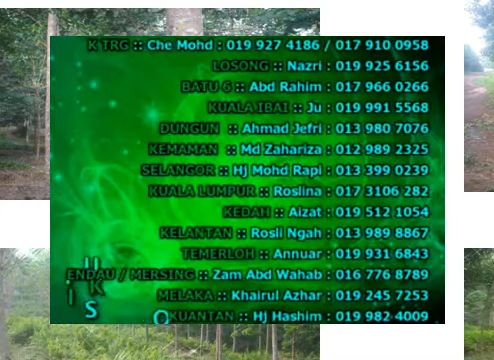 K TRG :: Che Mohd : 019 927 4186 / 017 910 0958
LOSONG :: Nazri : 019 925 6156
BATU 6 :: Abd Rahim : 017 966 0266
KUALA IBAI :: Ju : 019 991 5568
DUNGUN :: Ahmad Jefri : 013 980 7076
KEMAMAN :: Md Zahariza : 012 989 2325
SELANGOR :: Hj Mohd Rapi : 013 399 0239
KUALA LUMPUR :: Roslina : 017 3106 282
KEDAH :: Aizat : 019 512 1054
KELANTAN :: Rosli Ngah : 013 989 8867
TEMERLOH :: Annuar : 019 931 6843
ENDAU / MERSING :: Zam Abd Wahab : 016 776 8789
MELAKA :: Khairul Azhar : 019 245 7253
KUANTAN :: Hj Hashim : 019 982 4009